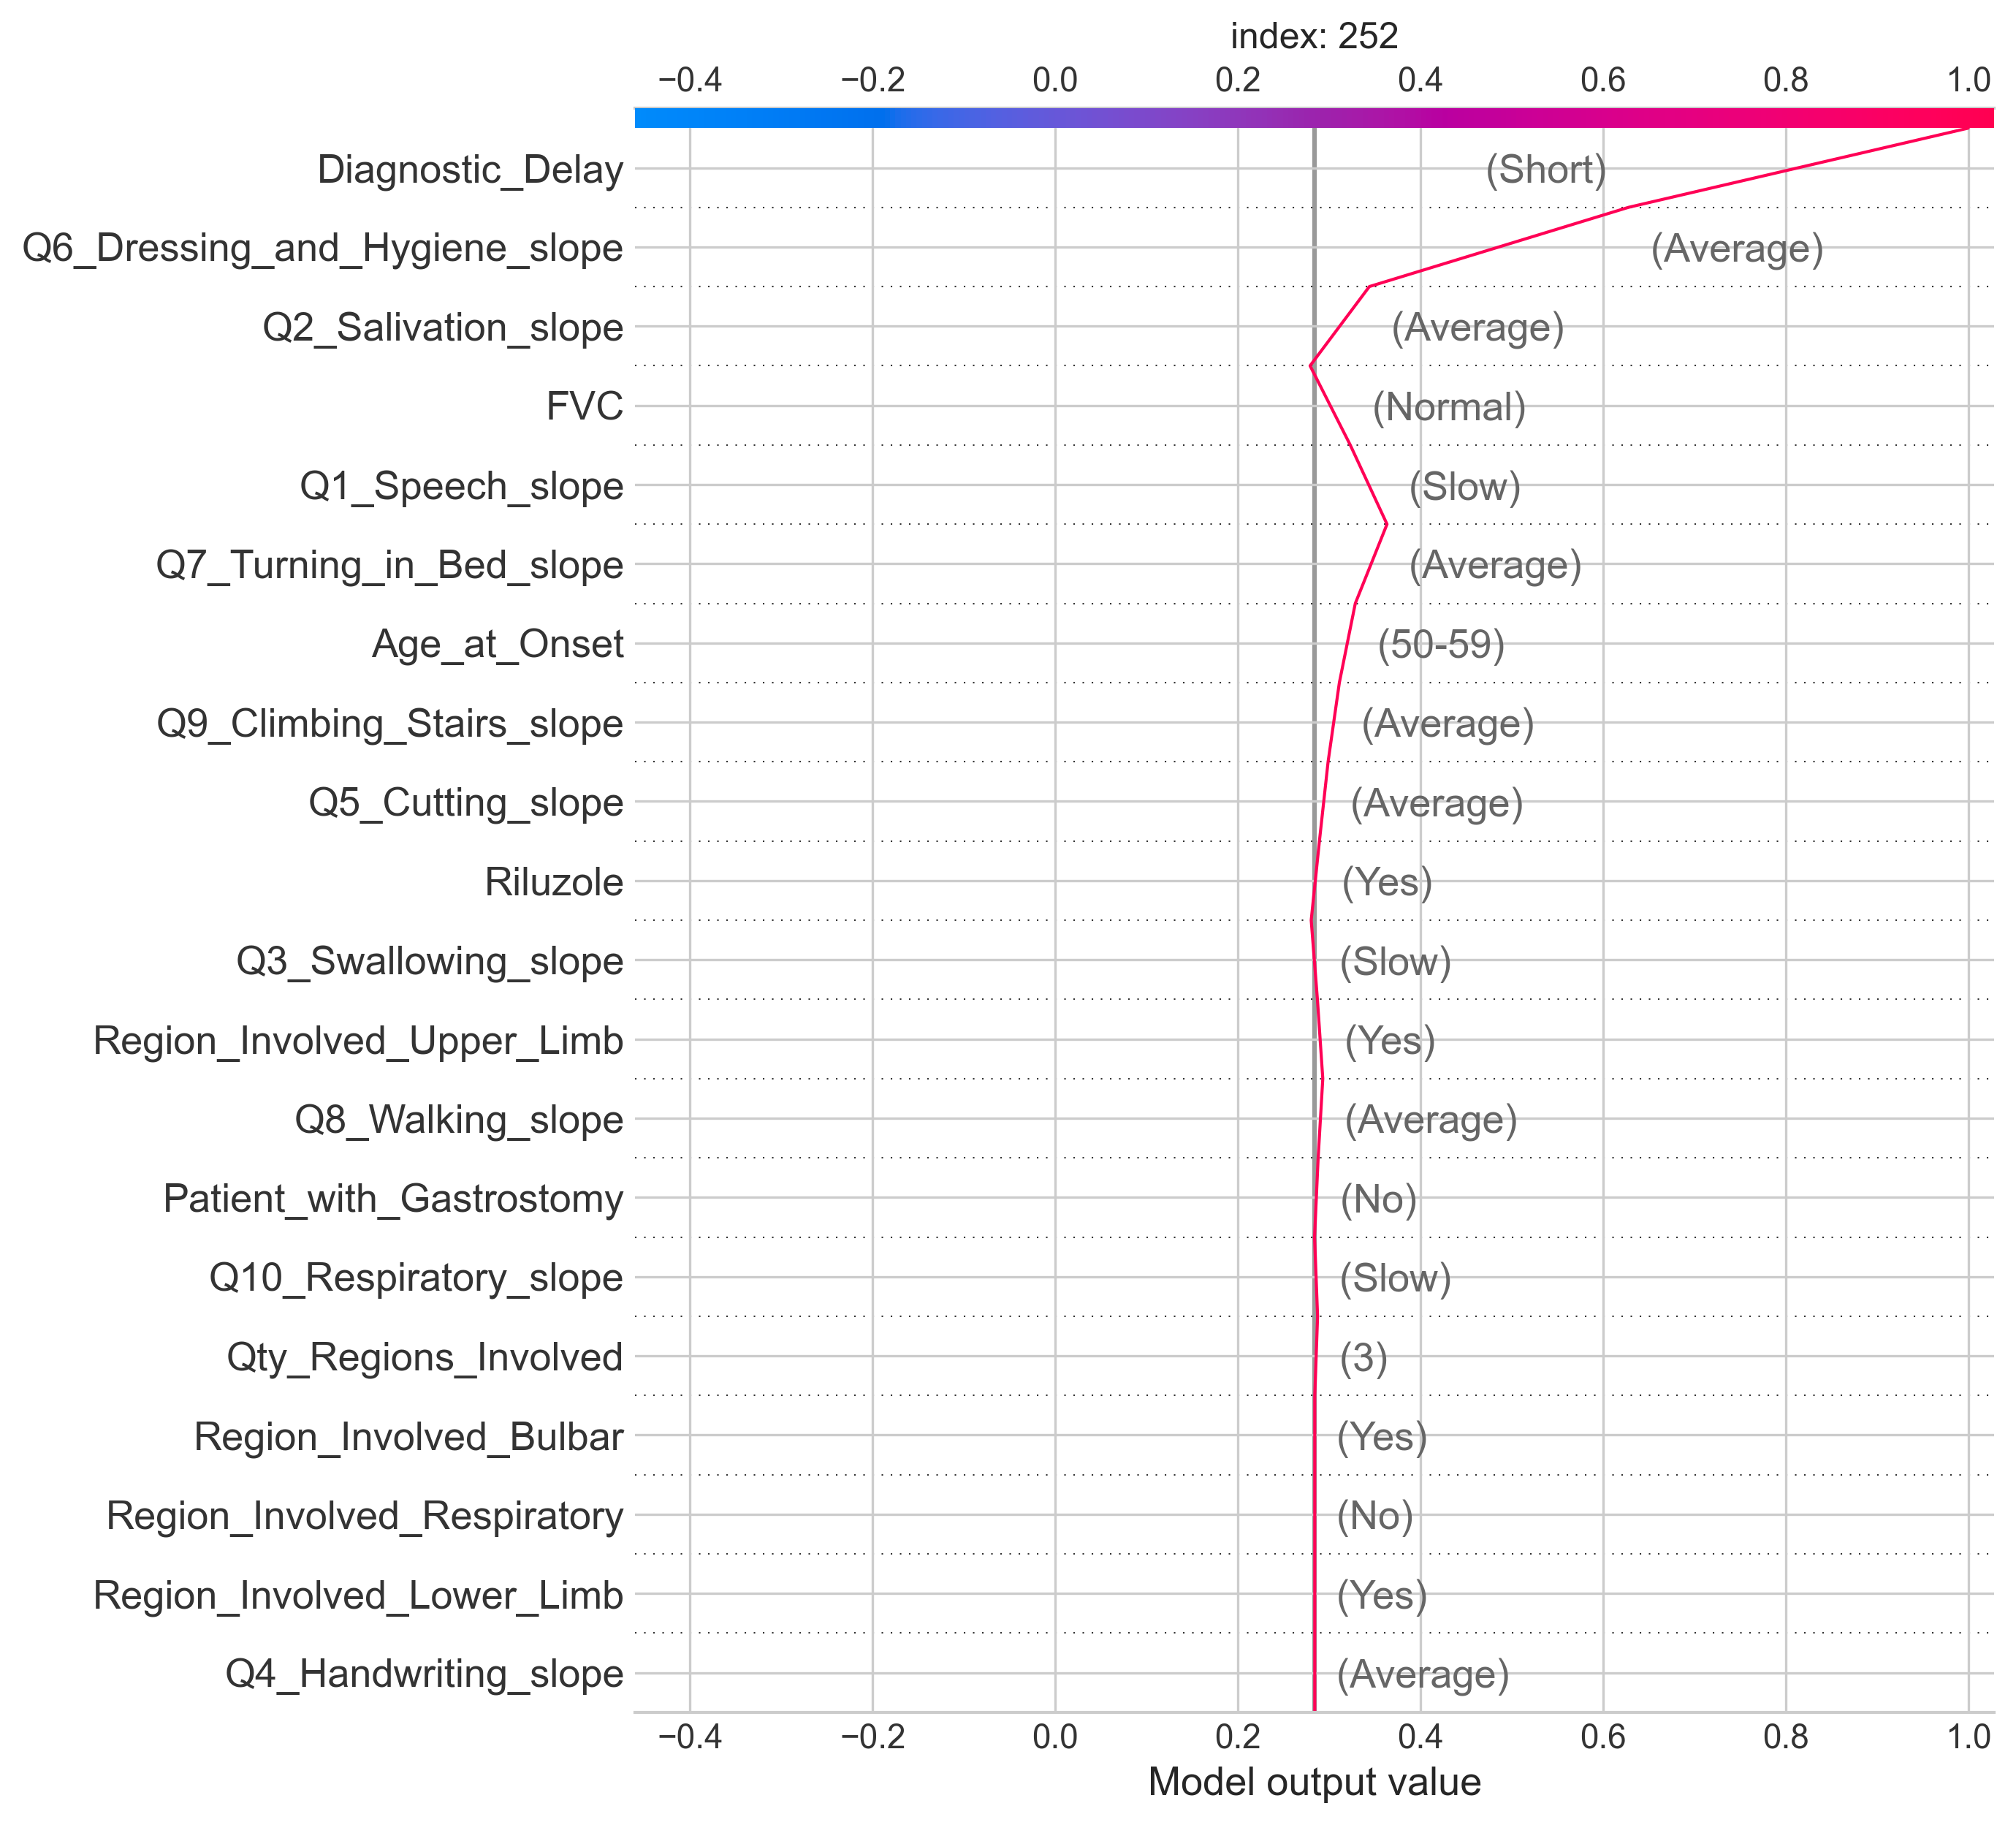 index: 252
−0.4 −0.2 0.0 0.2 0.4 0.6 0.8 1.0
Diagnostic_Delay (Short)
Q6_Dressing_and_Hygiene_slope (Average)
Q2_Salivation_slope (Average)
FVC (Normal)
Q1_Speech_slope (Slow)
Q7_Turning_in_Bed_slope (Average)
Age_at_Onset (50-59)
Q9_Climbing_Stairs_slope (Average)
Q5_Cutting_slope (Average)
Riluzole (Yes)
Q3_Swallowing_slope (Slow)
Region_Involved_Upper_Limb (Yes)
Q8_Walking_slope (Average)
Patient_with_Gastrostomy (No)
Q10_Respiratory_slope (Slow)
Qty_Regions_Involved (3)
Region_Involved_Bulbar (Yes)
Region_Involved_Respiratory (No)
Region_Involved_Lower_Limb (Yes)
Q4_Handwriting_slope (Average)
−0.4 −0.2 0.0 0.2 0.4 0.6 0.8 1.0
Model output value